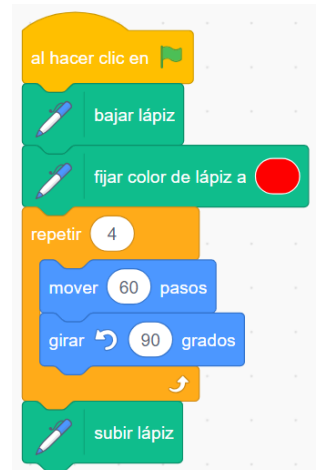 al hacer clic en
bajar lápiz
fijar color de lápiz a
repetir 4
mover 60 pasos
girar 90 grados
subir lápiz